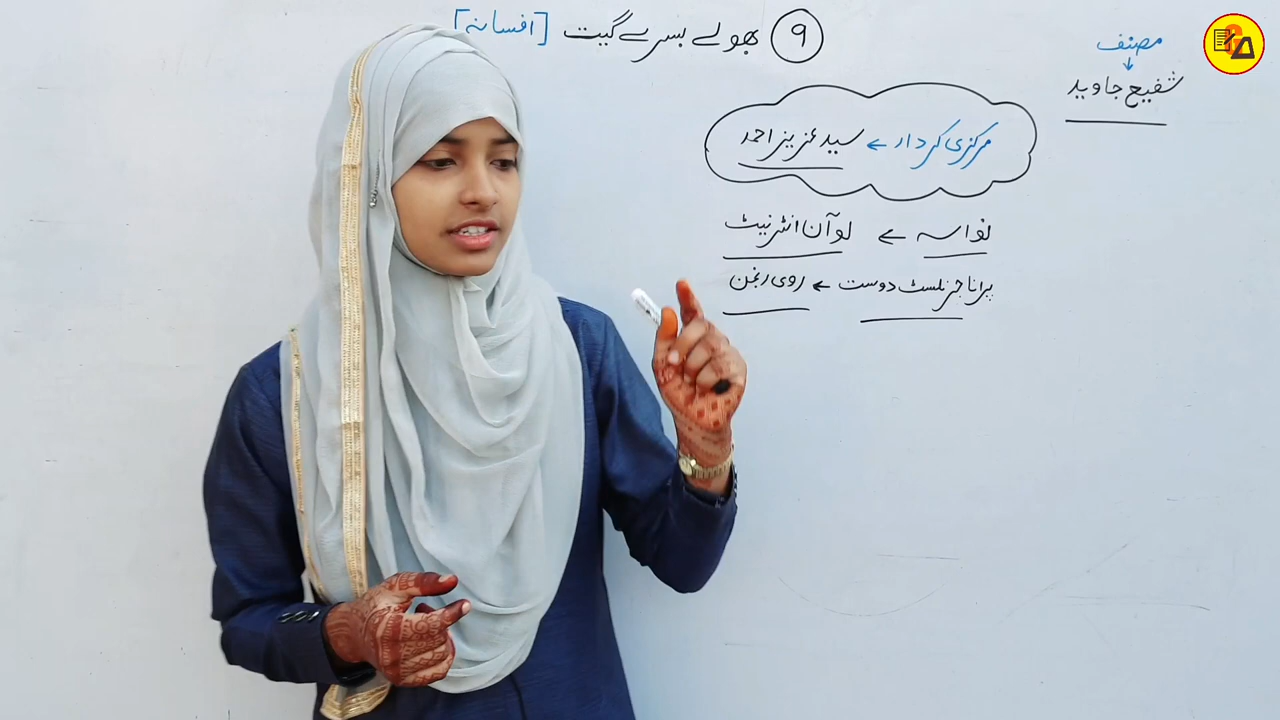 ۹ بھولے بسرے گیت [افسانہ]
مصنف
↓
شفیع جاوید
مرکزی کردار ← سید عزیز احمد
نواسہ ← لو آن انٹرنیٹ
پرانا جرنلسٹ دوست ← روی رنجن